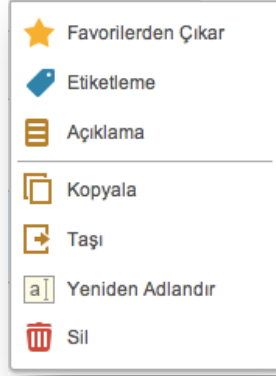 Favorilerden Çıkar
Etiketleme
Açıklama
Kopyala
Taşı
a Yeniden Adlandır
Sil